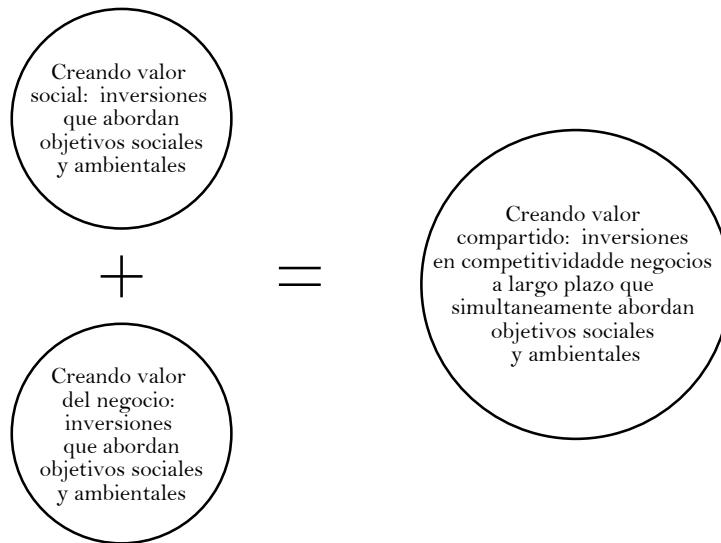 Creando valor
social: inversiones
que abordan
objetivos sociales
y ambientales
+
Creando valor
del negocio:
inversiones
que abordan
objetivos sociales
y ambientales
=
Creando valor
compartido: inversiones
en competitividadde negocios
a largo plazo que
simultaneamente abordan
objetivos sociales
y ambientales